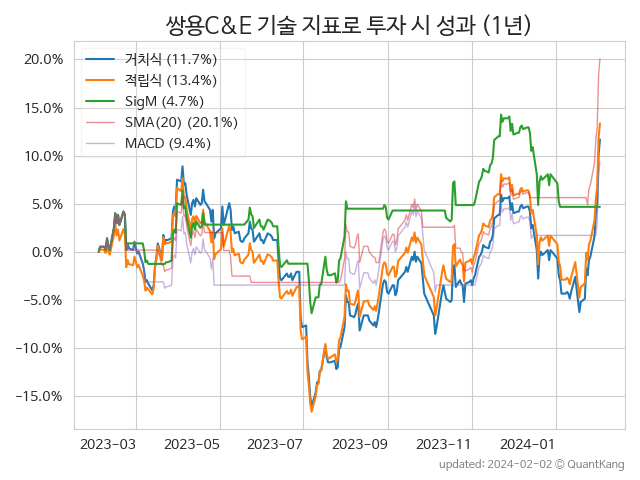 쌍용C&E 기술 지표로 투자 시 성과 (1년)
거치식 (11.7%)
적립식 (13.4%)
SigM (4.7%)
SMA(20) (20.1%)
MACD (9.4%)
20.0%
15.0%
10.0%
5.0%
0.0%
−5.0%
−10.0%
−15.0%
2023-03 2023-05 2023-07 2023-09 2023-11 2024-01
updated: 2024-02-02 © QuantKang